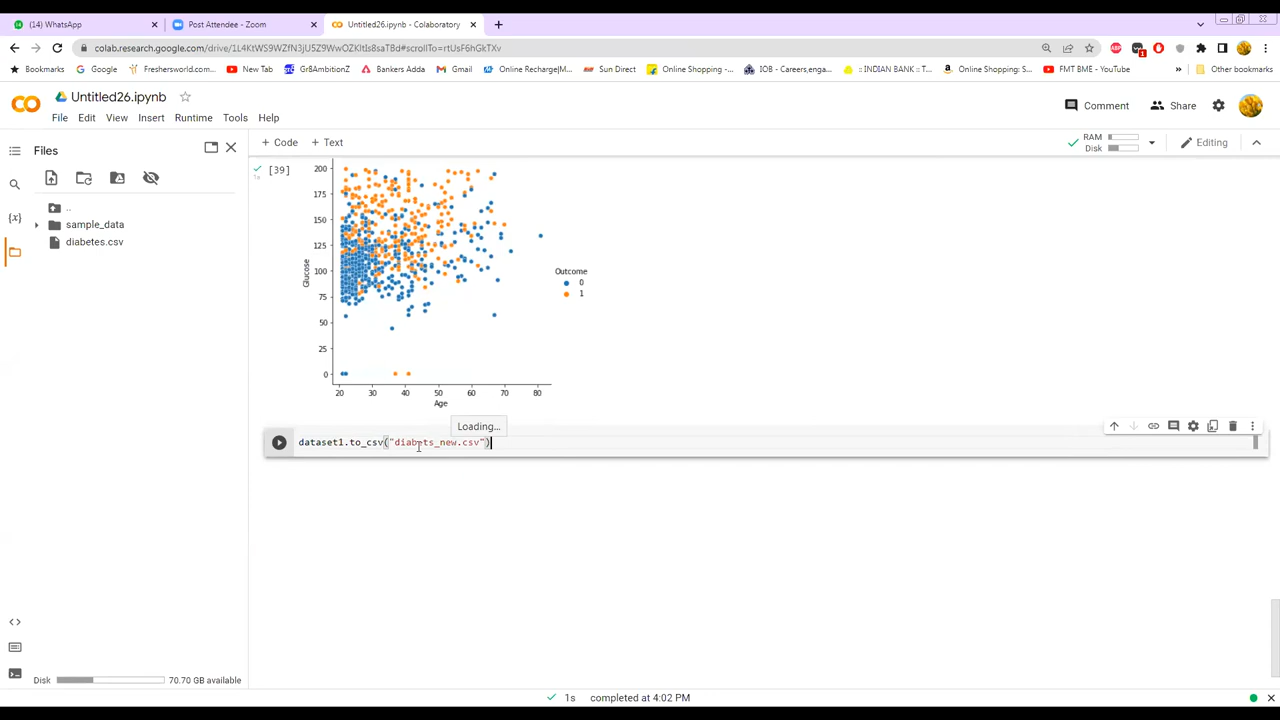 (14) WhatsApp
Post Attendee - Zoom
Untitled26.ipynb - Colaboratory
colab.research.google.com/drive/1L4KtWS9WZfN3jU5Z9WwOZKltIs8saT8d#scrollTo=rtUsF6hGkTXv
ABP
1
Bookmarks
Google
Freshersworld.com...
New Tab
Gr8AmbitionZ
Bankers Adda
Gmail
Online Recharge|M...
Sun Direct
Online Shopping -...
IOB - Careers,enga...
:: INDIAN BANK :: T...
Online Shopping: S...
FMT BME - YouTube
»
Other bookmarks
Untitled26.ipynb
Comment
Share
File Edit View Insert Runtime Tools Help
Files
+ Code + Text
RAM
Disk
Editing
{x}
..
sample_data
diabetes.csv
[39]
1s
200
175
150
125
100
75
50
25
0
Glucose
20 30 40 50 60 70 80
Age
Outcome
0
1
Loading...
dataset1.to_csv("diabets_new.csv")
Disk
70.70 GB available
1s completed at 4:02 PM